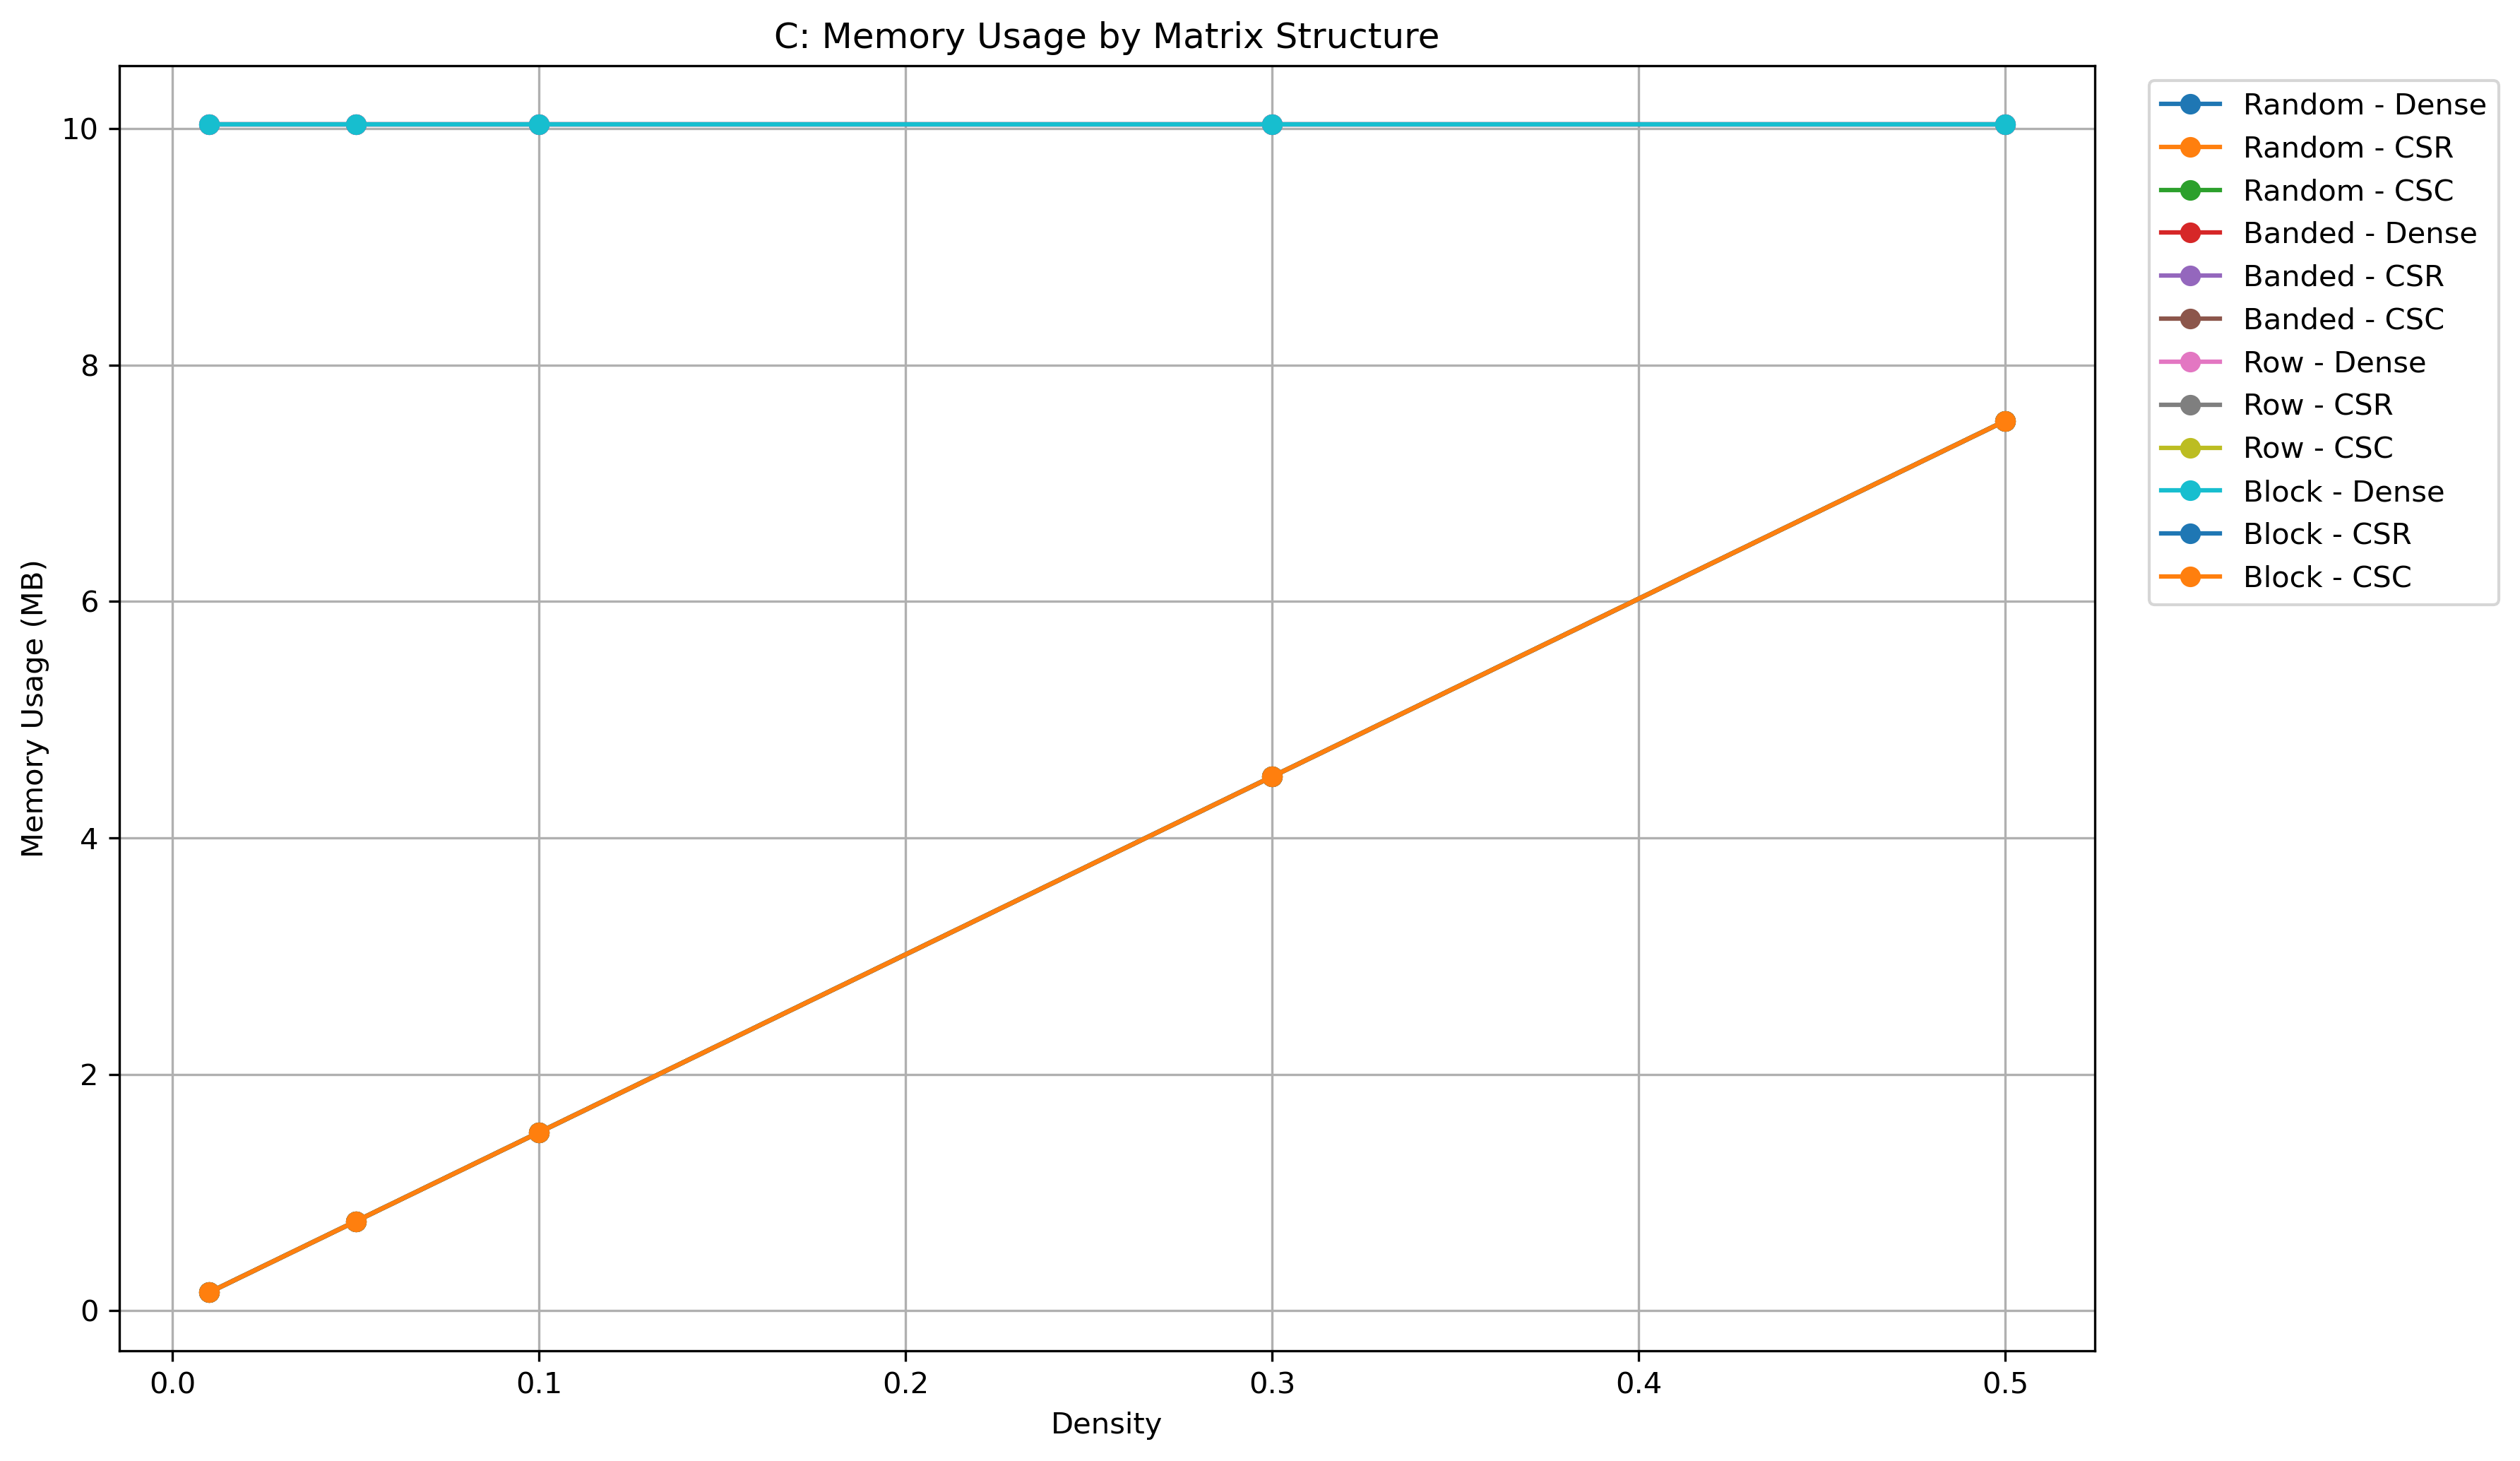 C: Memory Usage by Matrix Structure
Memory Usage (MB)
10
8
6
4
2
0
0.0 0.1 0.2 0.3 0.4 0.5
Density
Random - Dense
Random - CSR
Random - CSC
Banded - Dense
Banded - CSR
Banded - CSC
Row - Dense
Row - CSR
Row - CSC
Block - Dense
Block - CSR
Block - CSC